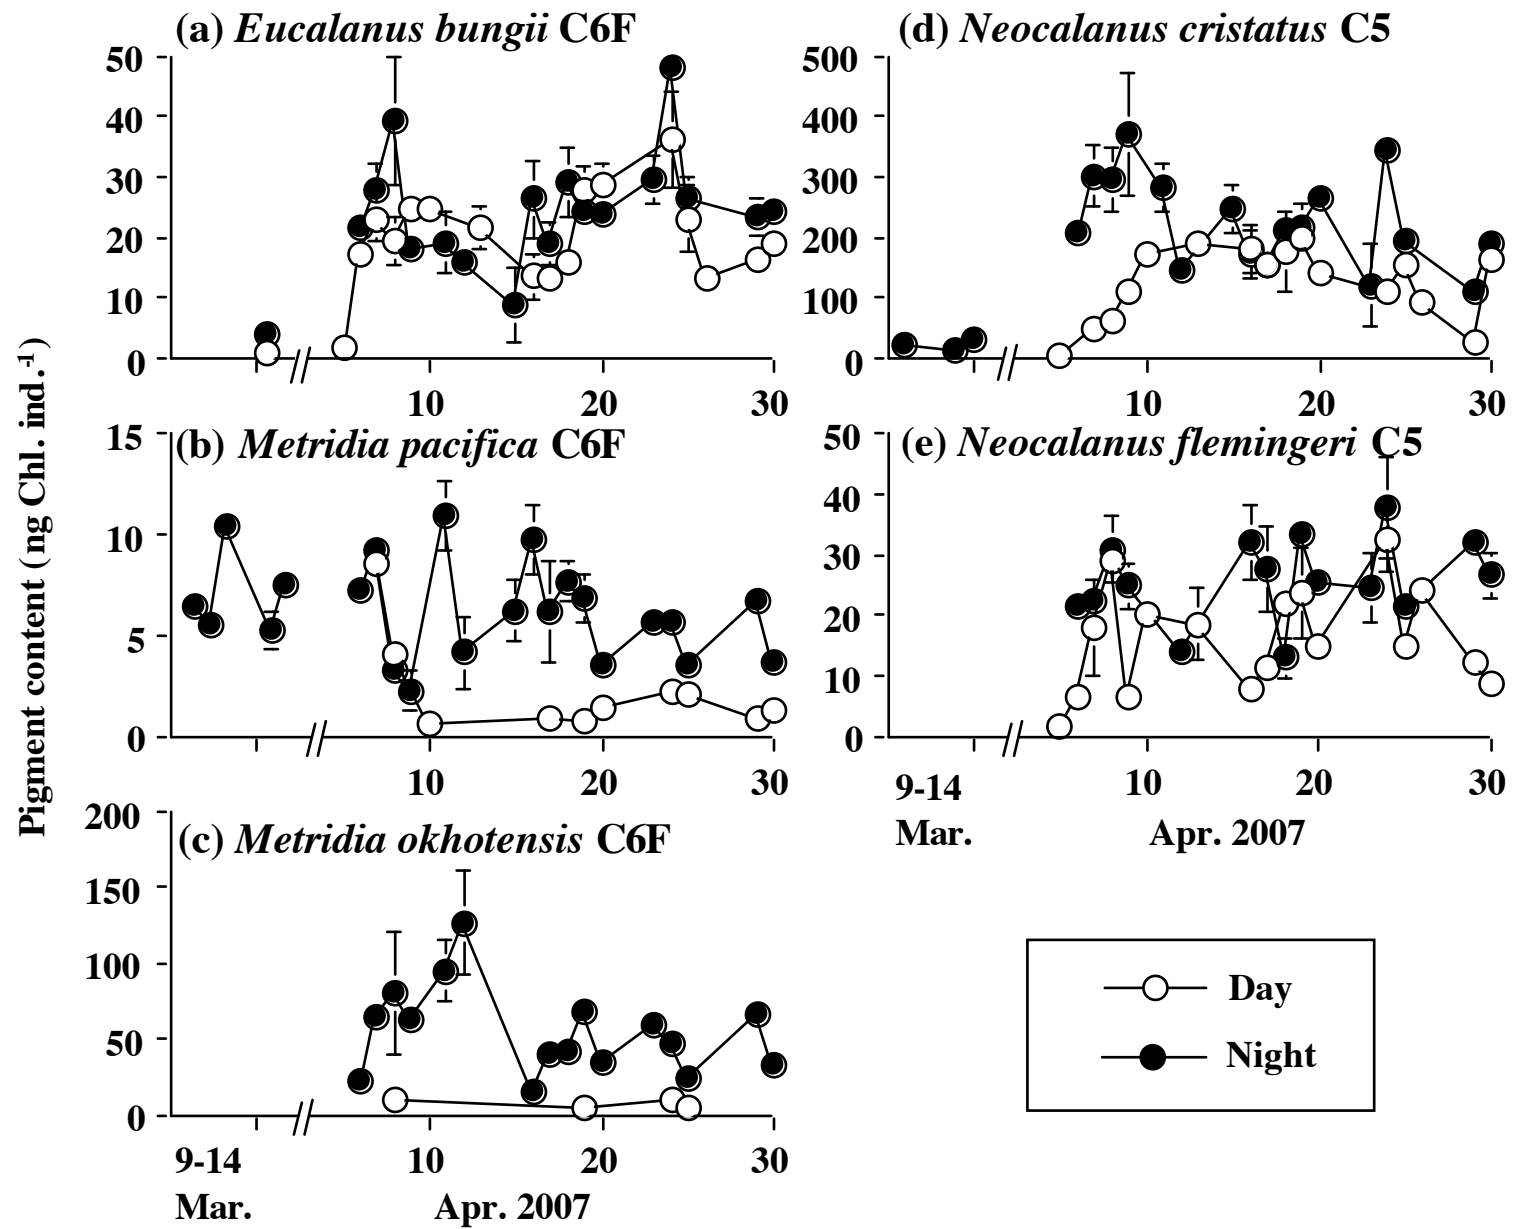 Pigment content (ng Chl. ind.-1)
(a) Eucalanus bungii C6F
50
40
30
20
10
0
10 20 30
(b) Metridia pacifica C6F
15
10
5
0
10 20 30
(c) Metridia okhotensis C6F
200
150
100
50
0
9-14 10 20 30
Mar. Apr. 2007
(d) Neocalanus cristatus C5
500
400
300
200
100
0
10 20 30
(e) Neocalanus flemingeri C5
50
40
30
20
10
0
9-14 10 20 30
Mar. Apr. 2007
Day
Night